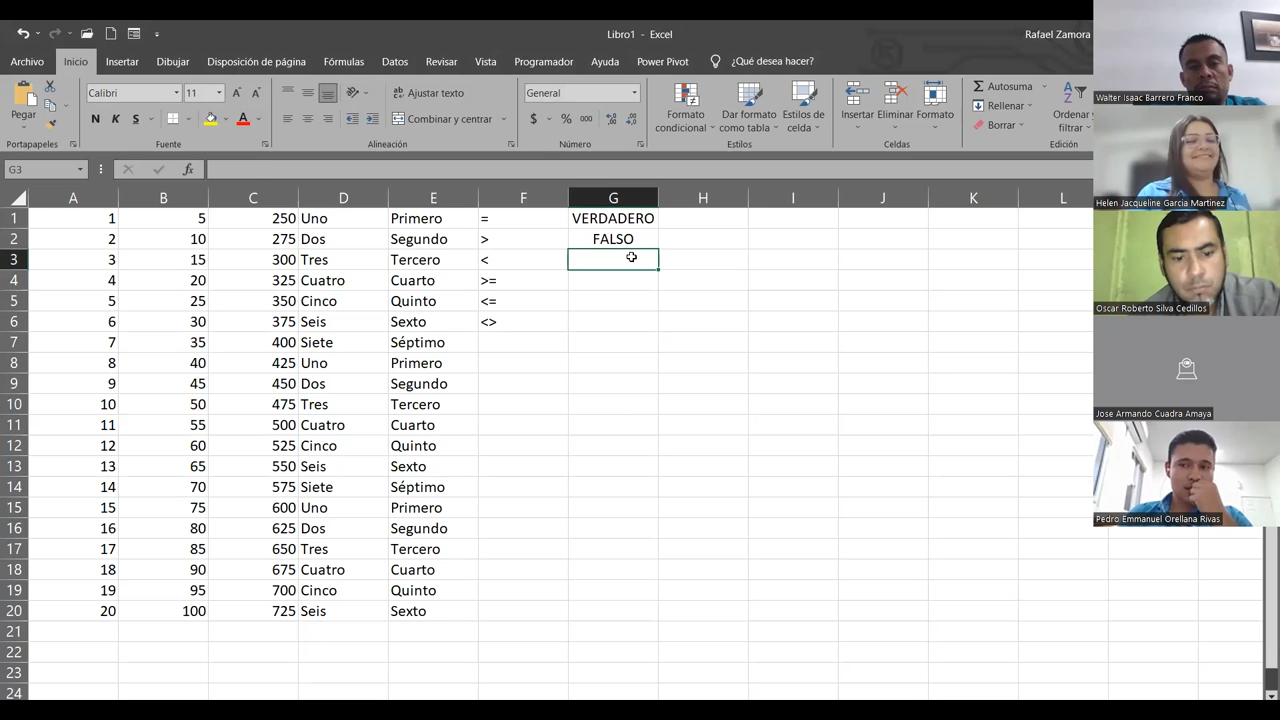 Libro1 - Excel
Rafael Zamora
Archivo Inicio Insertar Dibujar Disposición de página Fórmulas Datos Revisar Vista Programador Ayuda Power Pivot ¿Qué desea hacer?
Pegar
Calibri 11
N K S
Ajustar texto
Combinar y centrar
General
$ % 000
Formato condicional
Dar formato como tabla
Estilos de celda
Insertar Eliminar Formato
Autosuma
Rellenar
Borrar
Ordenar y filtrar
Portapapeles Fuente Alineación Número Estilos Celdas Edición
G3 fx
A B C D E F G H I J K L
1 1 5 250 Uno Primero = VERDADERO
2 2 10 275 Dos Segundo > FALSO
3 3 15 300 Tres Tercero <
4 4 20 325 Cuatro Cuarto >=
5 5 25 350 Cinco Quinto <=
6 6 30 375 Seis Sexto <>
7 7 35 400 Siete Séptimo
8 8 40 425 Uno Primero
9 9 45 450 Dos Segundo
10 10 50 475 Tres Tercero
11 11 55 500 Cuatro Cuarto
12 12 60 525 Cinco Quinto
13 13 65 550 Seis Sexto
14 14 70 575 Siete Séptimo
15 15 75 600 Uno Primero
16 16 80 625 Dos Segundo
17 17 85 650 Tres Tercero
18 18 90 675 Cuatro Cuarto
19 19 95 700 Cinco Quinto
20 20 100 725 Seis Sexto
21
22
23
24
Walter Isaac Barrero Franco
Helen Jacqueline Garcia Martinez
Oscar Roberto Silva Cedillos
Jose Armando Cuadra Amaya
Pedro Emmanuel Orellana Rivas